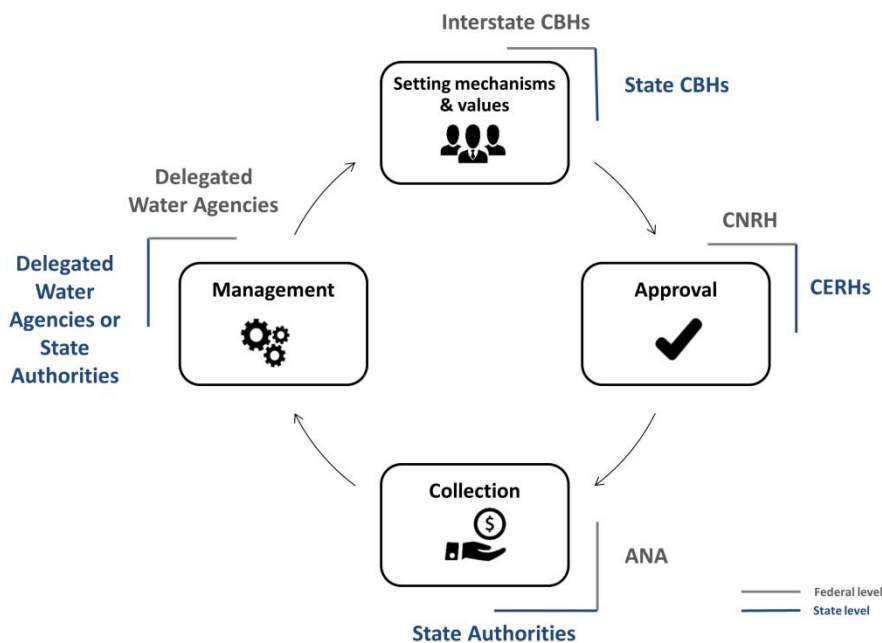 Interstate CBHs
Setting mechanisms
& values
State CBHs
Delegated
Water Agencies
CNRH
Delegated
Water
Agencies or
State
Authorities
Management
Approval
CERHs
Collection
$
ANA
State Authorities
Federal level
State level